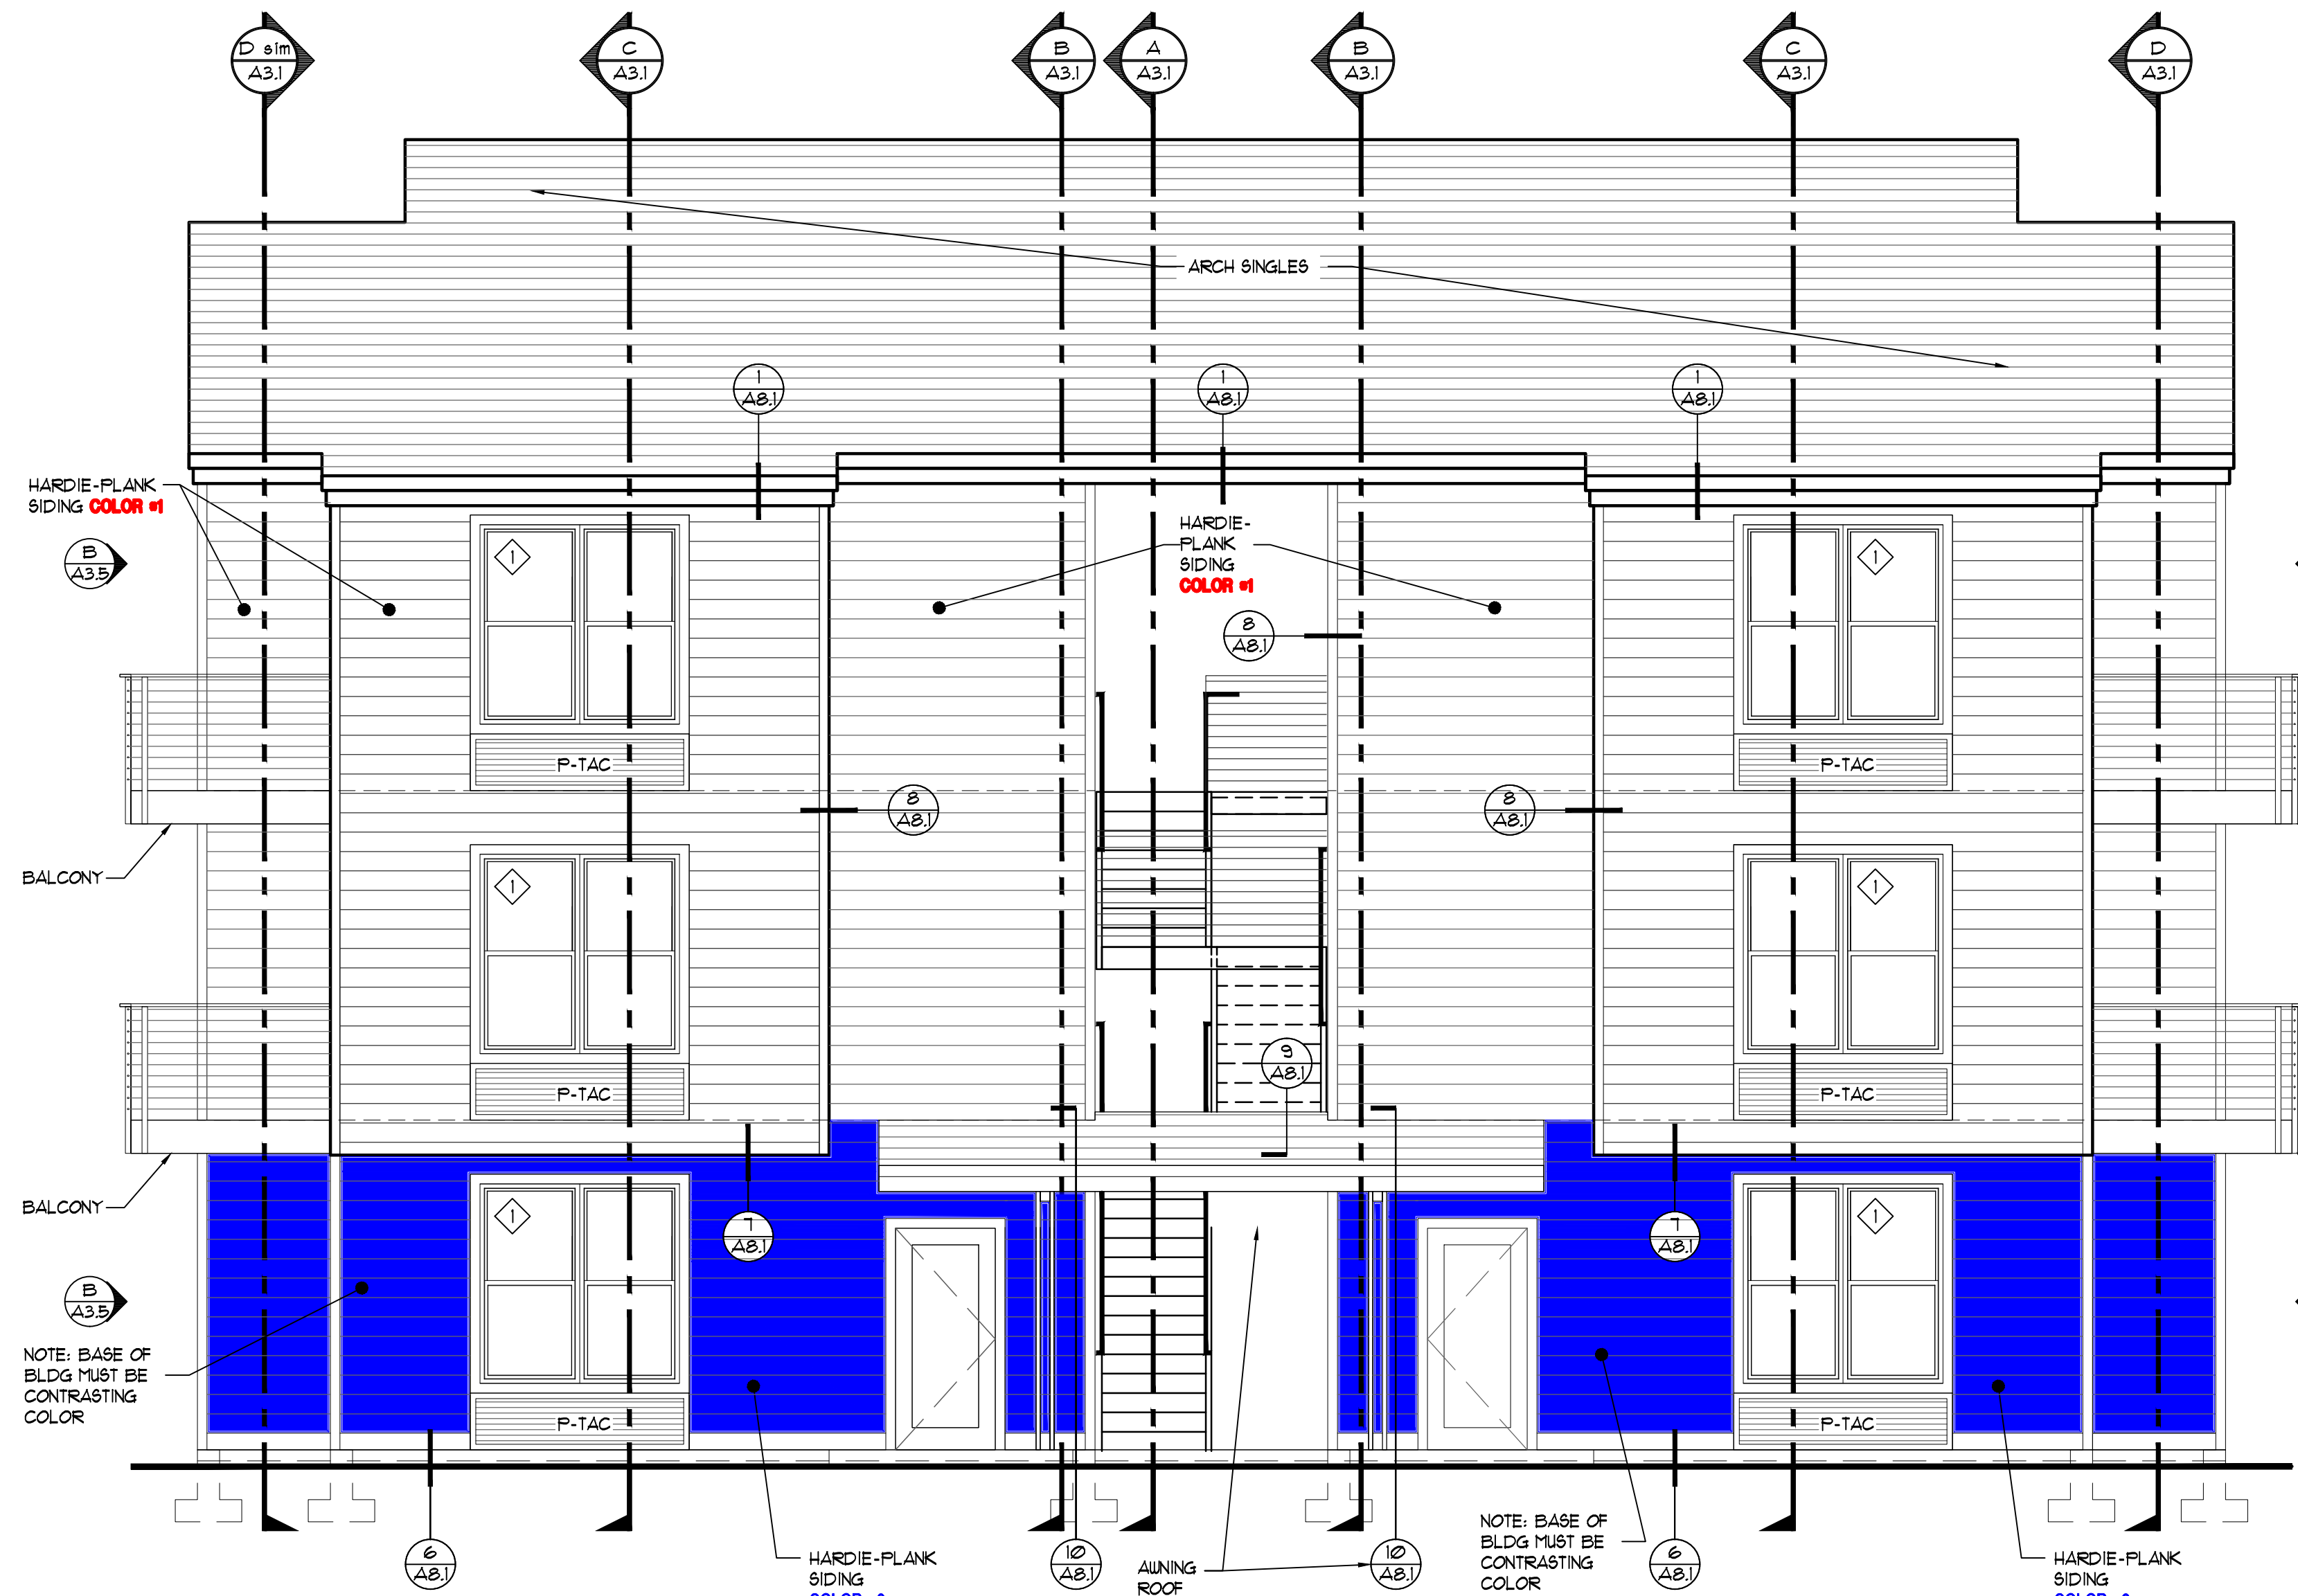 D sim
A3.1
C
A3.1
B
A3.1
A
A3.1
B
A3.1
C
A3.1
D
A3.1
ARCH SINGLES
1
A8.1
1
A8.1
1
A8.1
HARDIE-PLANK
SIDING COLOR #1
B
A3.5
1
HARDIE-
PLANK
SIDING
COLOR #1
1
8
A8.1
P-TAC
P-TAC
8
A8.1
8
A8.1
BALCONY
1
1
9
A8.1
P-TAC
P-TAC
BALCONY
1
7
A8.1
7
A8.1
1
B
A3.5
NOTE: BASE OF
BLDG MUST BE
CONTRASTING
COLOR
P-TAC
P-TAC
6
A8.1
HARDIE-PLANK
SIDING
10
A8.1
AWNING
ROOF
10
A8.1
NOTE: BASE OF
BLDG MUST BE
CONTRASTING
COLOR
6
A8.1
HARDIE-PLANK
SIDING